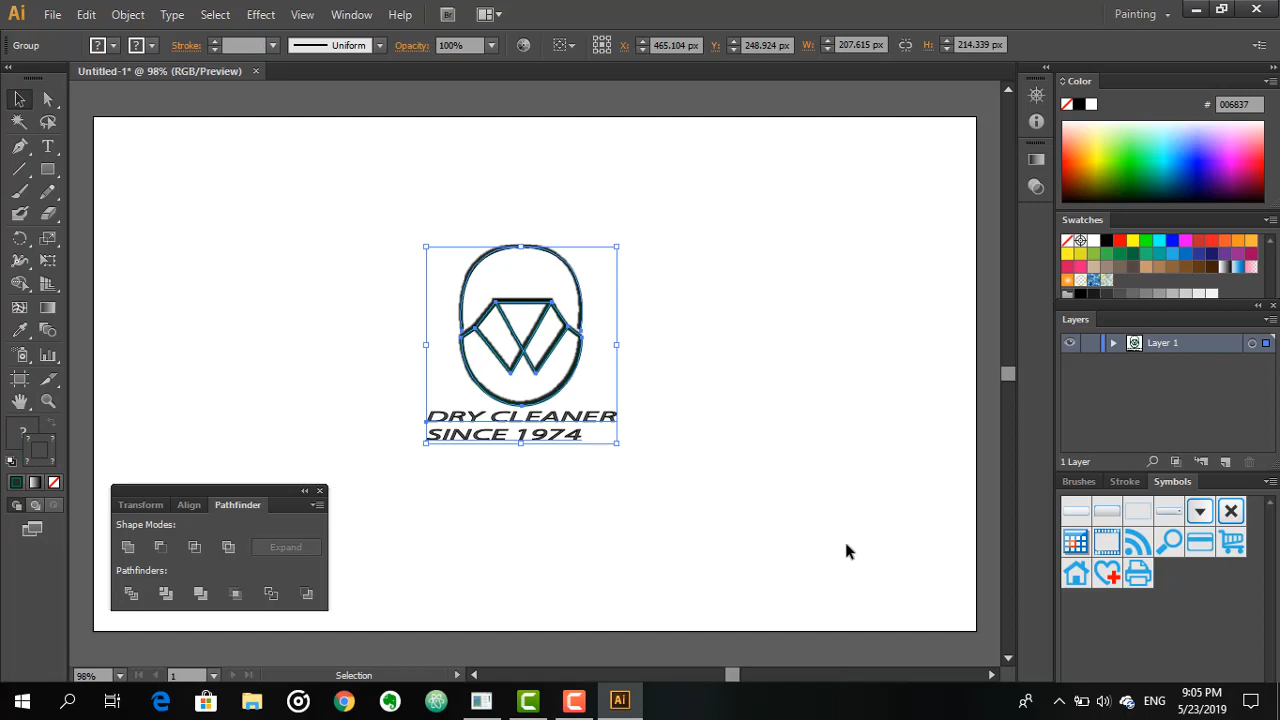 Ai File Edit Object Type Select Effect View Window Help Br Painting
Group ? ? Stroke: Uniform Opacity: 100% X: 465.104 px Y: 248.924 px W: 207.615 px H: 214.339 px
Untitled-1* @ 98% (RGB/Preview) ×
Color
# 006837
Swatches
Layers
Layer 1
1 Layer
Brushes Stroke Symbols
DRY CLEANER
SINCE 1974
Transform Align Pathfinder
Shape Modes:
Expand
Pathfinders:
?
98% 1 Selection
Ai
ENG
9:05 PM
5/23/2019